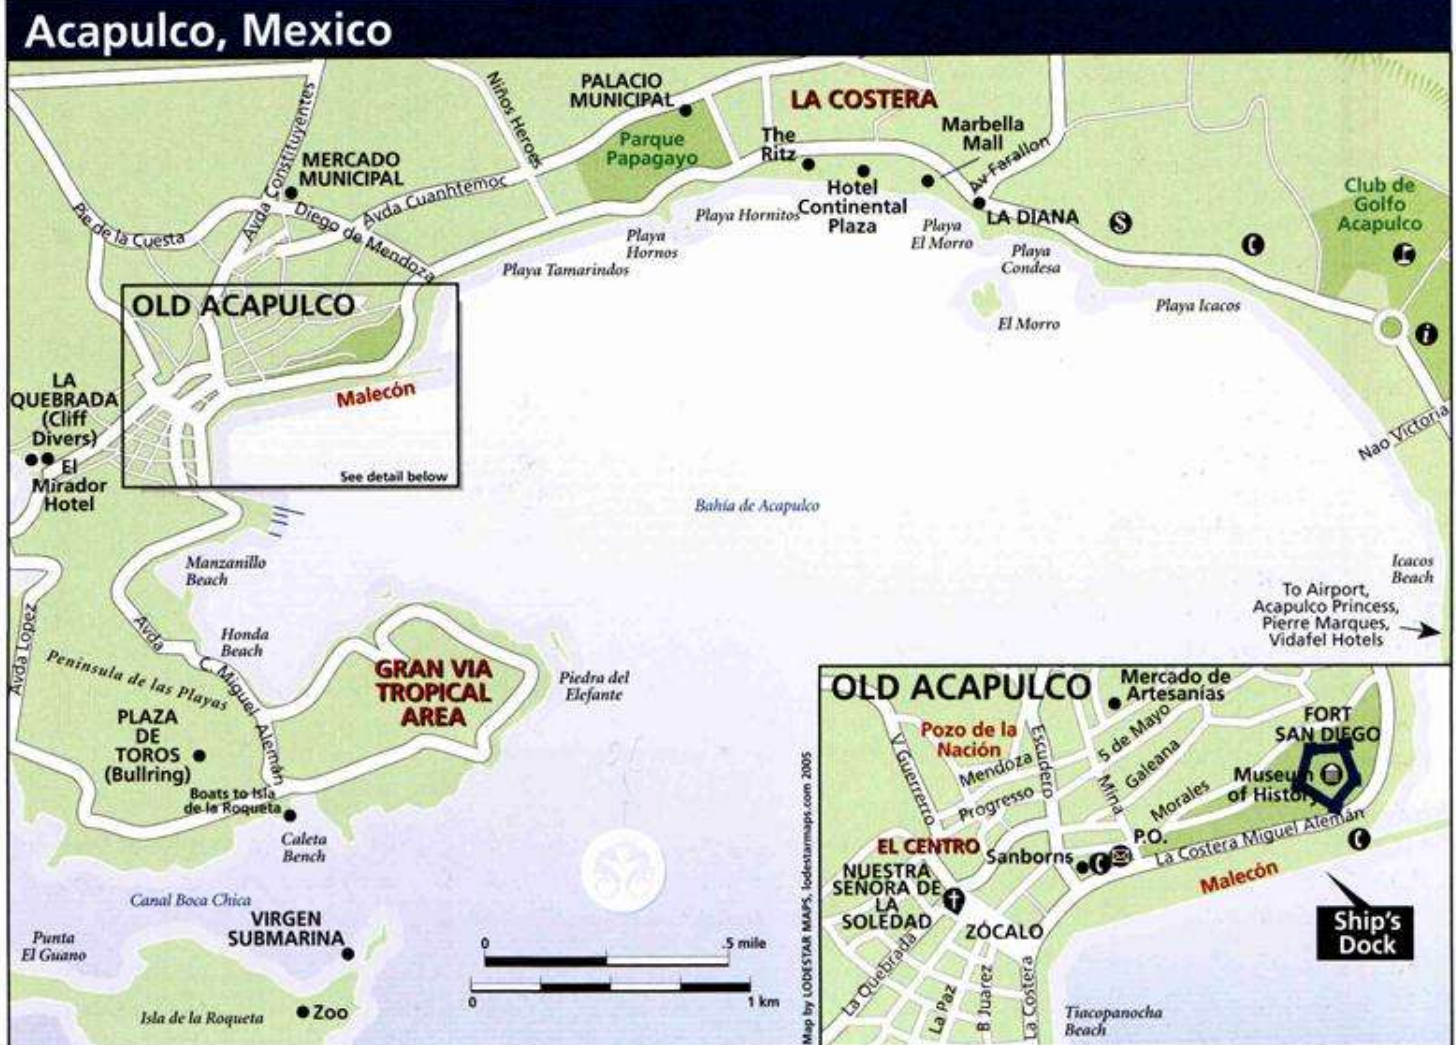 Acapulco, Mexico
Avda Constituyentes
Niños Heroes
PALACIO
MUNICIPAL
LA COSTERA
Parque
Papagayo
The
Ritz
Marbella
Mall
Av Farallon
MERCADO
MUNICIPAL
Avda Cuanhtemoc
Hotel
Continental
Plaza
Club de
Golfo
Acapulco
Pie de la Cuesta
Diego de Mendoza
Playa Hornitos
Playa
El Morro
LA DIANA
S
Playa
Hornos
Playa Tamarindos
Playa
Condesa
Playa Icacos
El Morro
i
OLD ACAPULCO
Malecón
See detail below
LA
QUEBRADA
(Cliff
Divers)
El
Mirador
Hotel
Nao Victoria
Bahía de Acapulco
Manzanillo
Beach
Icacos
Beach
To Airport,
Acapulco Princess,
Pierre Marques,
Vidafel Hotels
Avda Lopez
Avda
C. Miguel Alemán
Honda
Beach
Peninsula de las Playas
GRAN VIA
TROPICAL
AREA
Piedra del
Elefante
PLAZA
DE
TOROS
(Bullring)
Boats to Isla
de la Roqueta
Caleta
Bench
Canal Boca Chica
VIRGEN
SUBMARINA
Punta
El Guano
Isla de la Roqueta
Zoo
0 .5 mile
0 1 km
Map by LODESTAR MAPS, lodestarmaps.com 2005
OLD ACAPULCO
Mercado de
Artesanías
Pozo de la
Nación
V Guerrerro
Escudero
5 de Mayo
FORT
SAN DIEGO
Mendoza
Galeana
Progresso
Mina
Morales
Museum
of History
La Costera Miguel Alemán
P.O.
EL CENTRO
Sanborns
Malecón
NUESTRA
SEÑORA DE
LA
SOLEDAD
ZÓCALO
Ship's
Dock
La Quebrada
La Paz
B Juarez
La Costera
Tiacopanocha
Beach